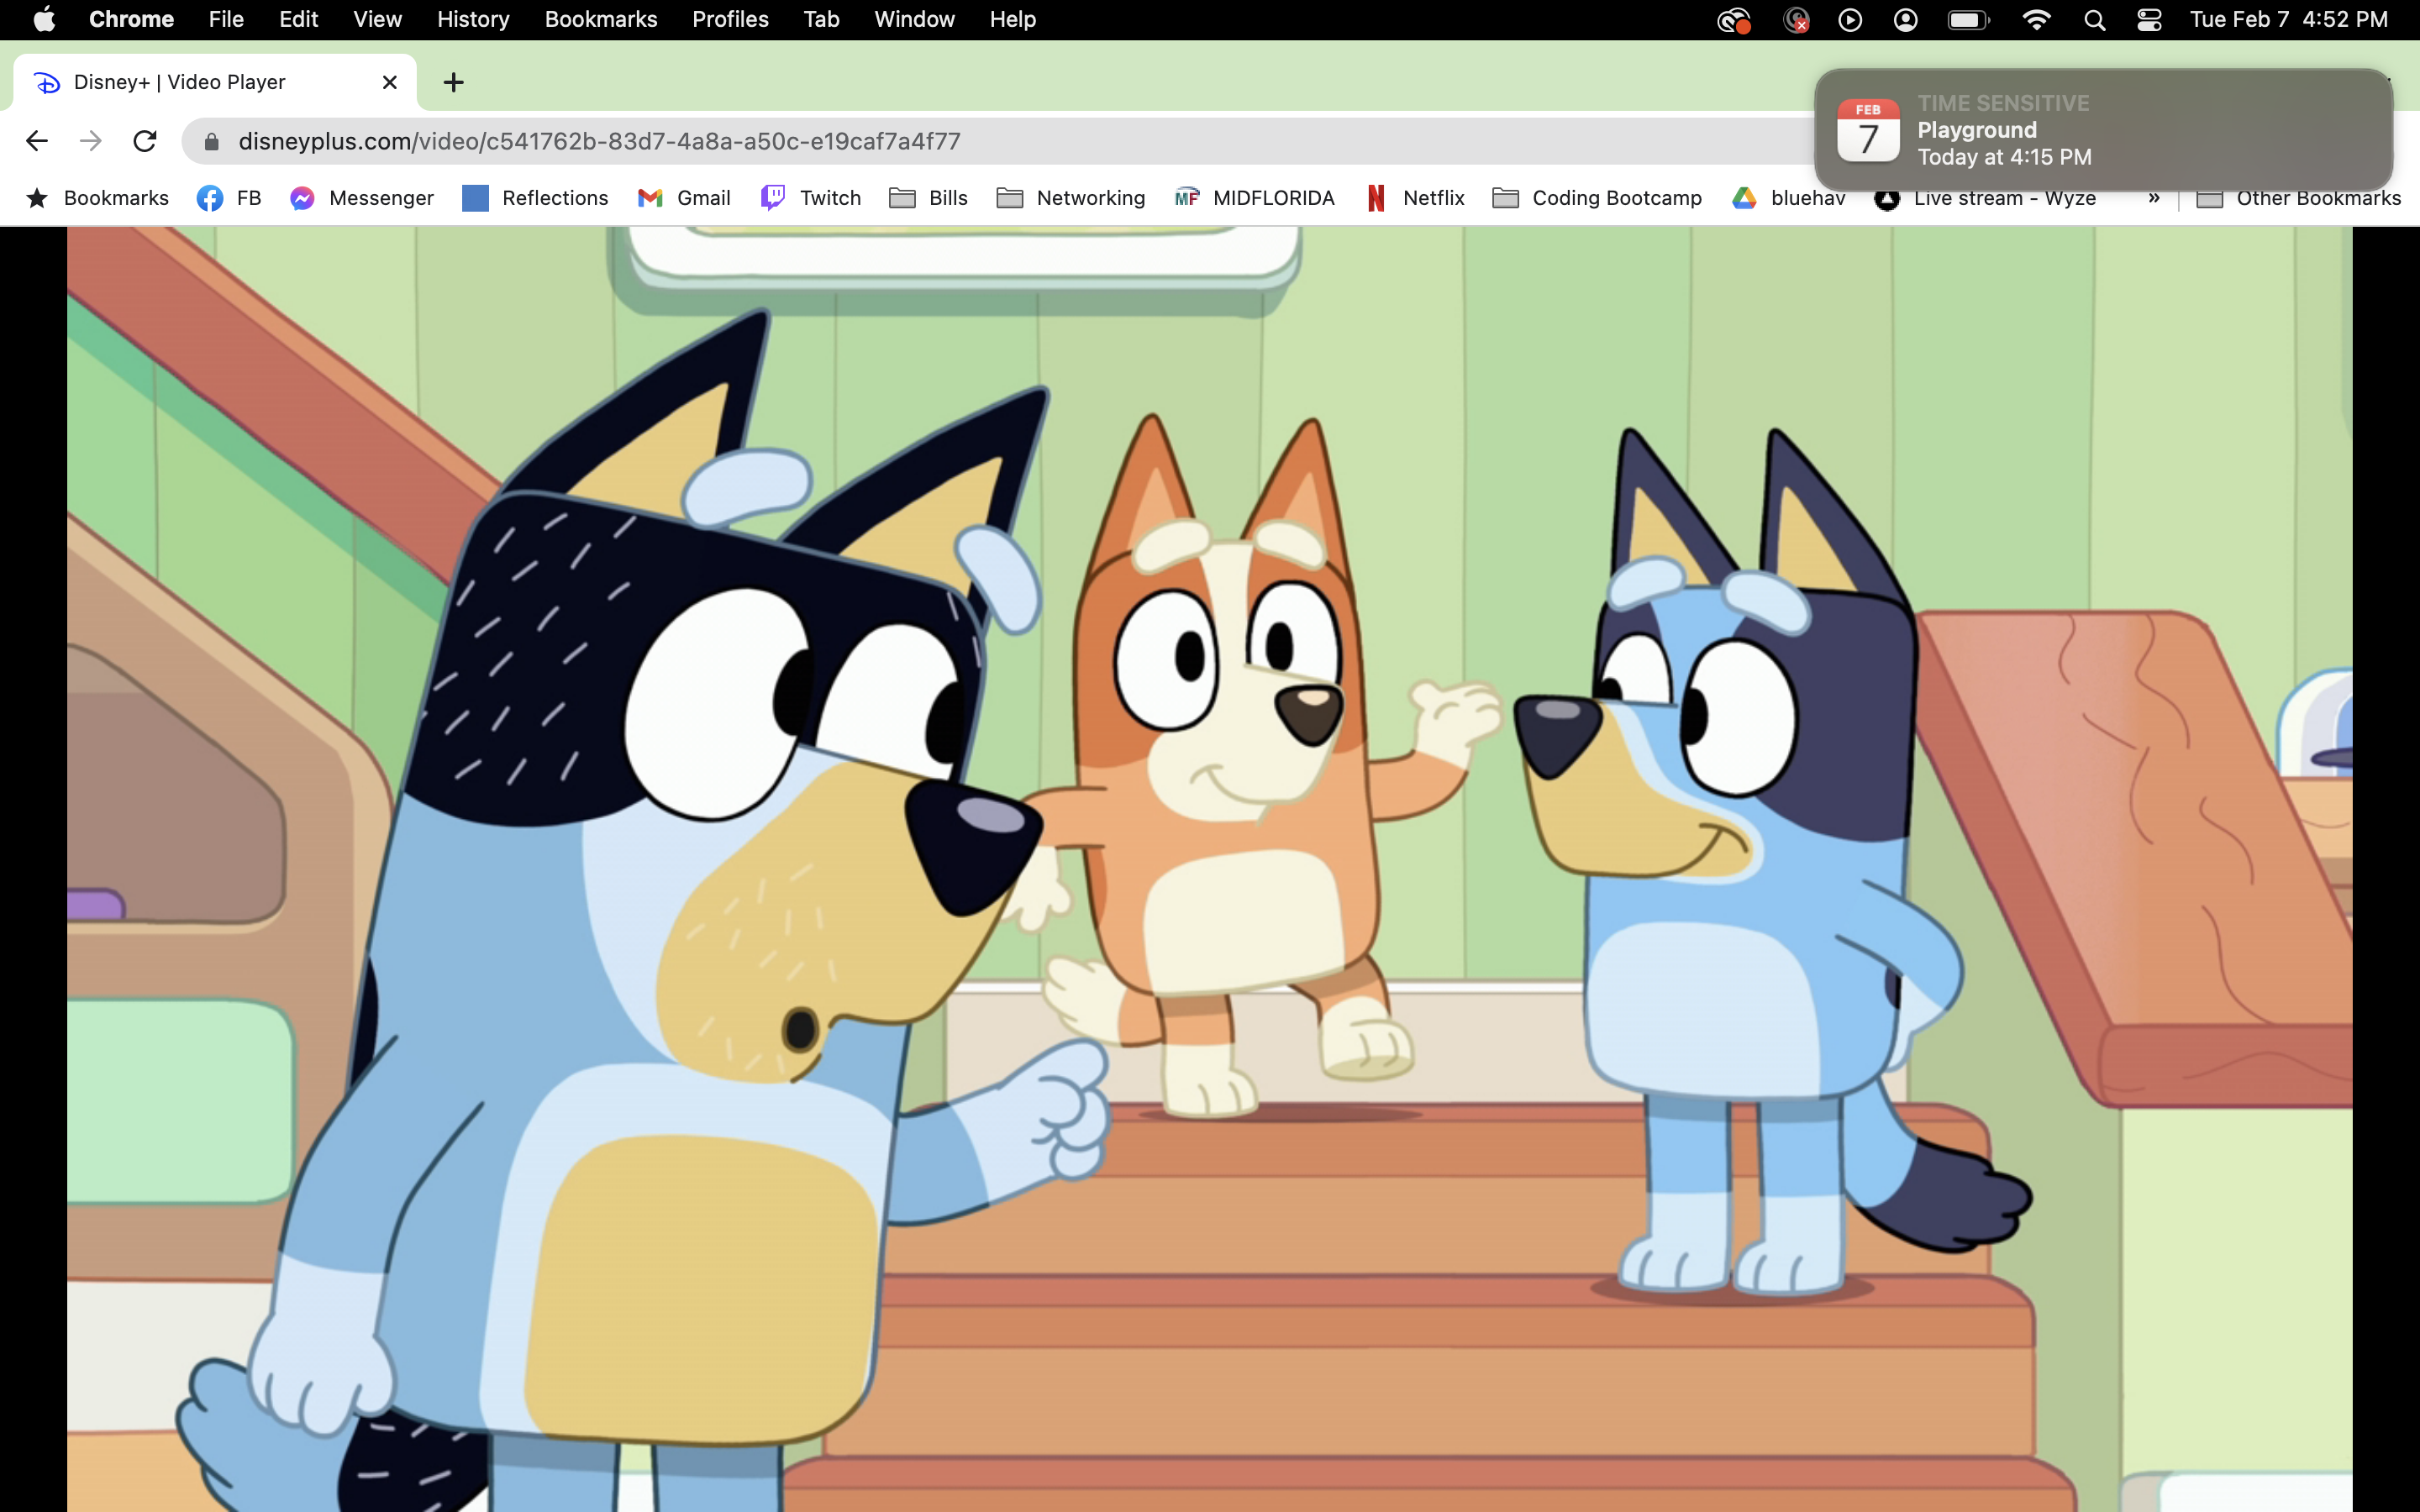 Chrome File Edit View History Bookmarks Profiles Tab Window Help Tue Feb 7 4:52 PM
Disney+ | Video Player
FEB
7
TIME SENSITIVE
Playground
Today at 4:15 PM
disneyplus.com/video/c541762b-83d7-4a8a-a50c-e19caf7a4f77
Bookmarks FB Messenger Reflections Gmail Twitch Bills Networking MF MIDFLORIDA Netflix Coding Bootcamp bluehav Live stream - Wyze » Other Bookmarks